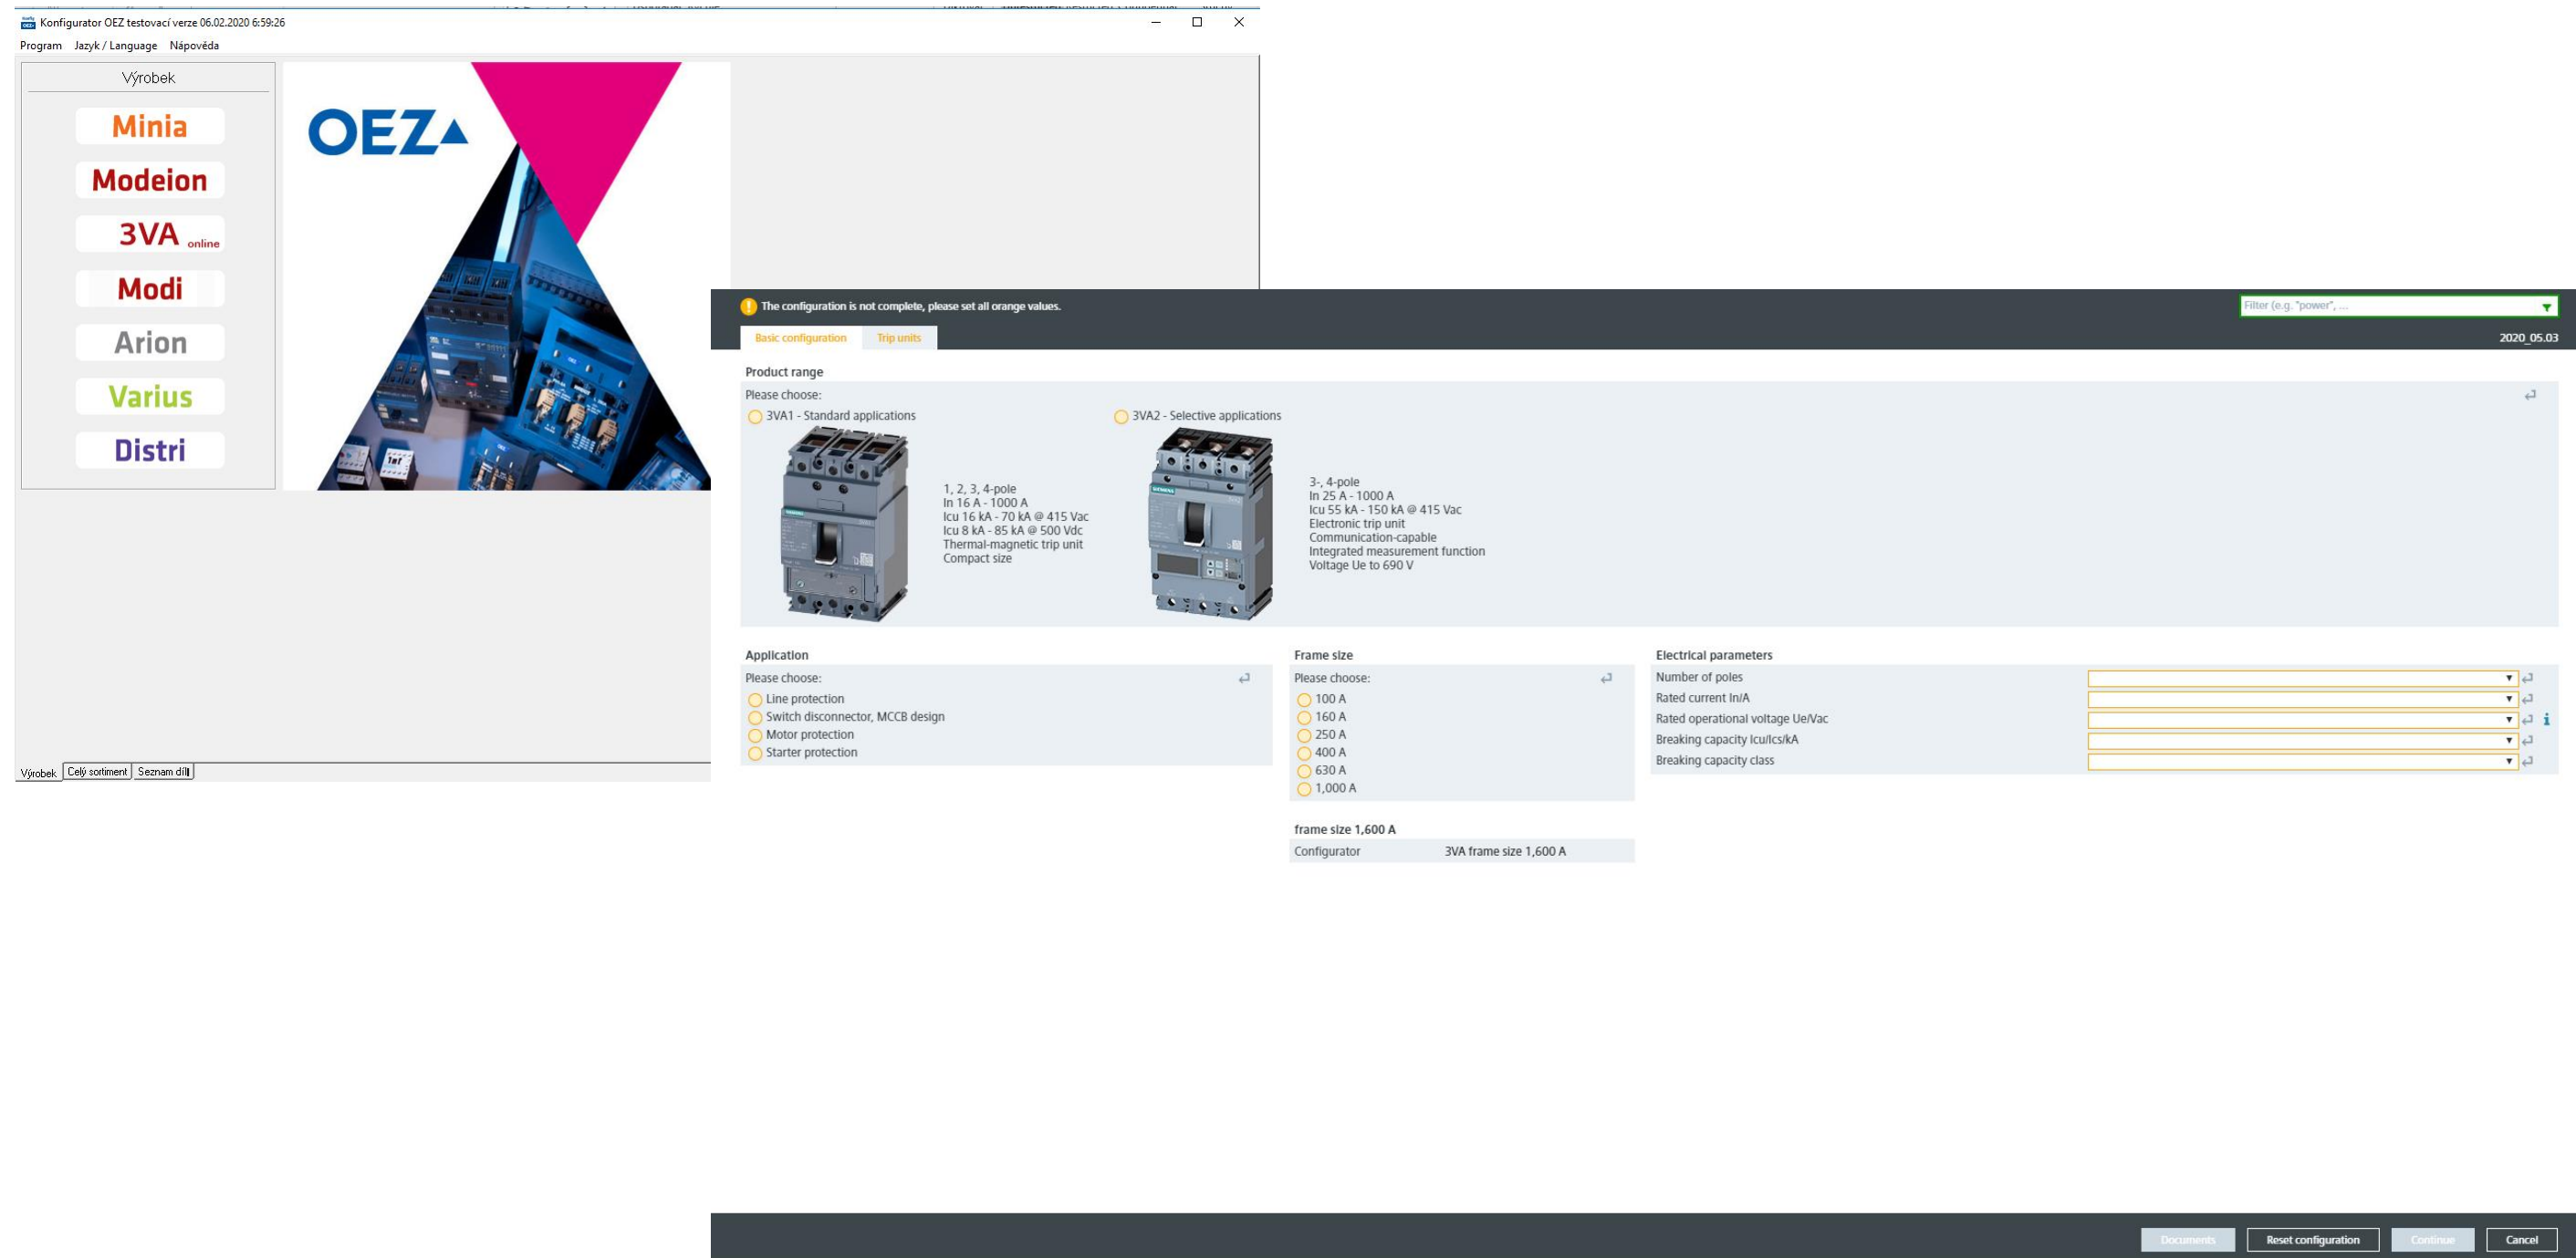 Konfigurator OEZ testovací verze 06.02.2020 6:59:26
Program Jazyk / Language Nápověda
Výrobek
Minia
Modeion
3VA online
Modi
Arion
Varius
Distri
OEZ
Výrobek Celý sortiment Seznam dílů
The configuration is not complete, please set all orange values.
Filter (e.g. "power", ...
Basic configuration Trip units
2020_05.03
Product range
Please choose:
3VA1 - Standard applications
1, 2, 3, 4-pole
In 16 A - 1000 A
Icu 16 kA - 70 kA @ 415 Vac
Icu 8 kA - 85 kA @ 500 Vdc
Thermal-magnetic trip unit
Compact size
3VA2 - Selective applications
3-, 4-pole
In 25 A - 1000 A
Icu 55 kA - 150 kA @ 415 Vac
Electronic trip unit
Communication-capable
Integrated measurement function
Voltage Ue to 690 V
Application
Please choose:
Line protection
Switch disconnector, MCCB design
Motor protection
Starter protection
Frame size
Please choose:
100 A
160 A
250 A
400 A
630 A
1,000 A
frame size 1,600 A
Configurator 3VA frame size 1,600 A
Electrical parameters
Number of poles
Rated current In/A
Rated operational voltage Ue/Vac
Breaking capacity Icu/Ics/kA
Breaking capacity class
Documents Reset configuration Continue Cancel